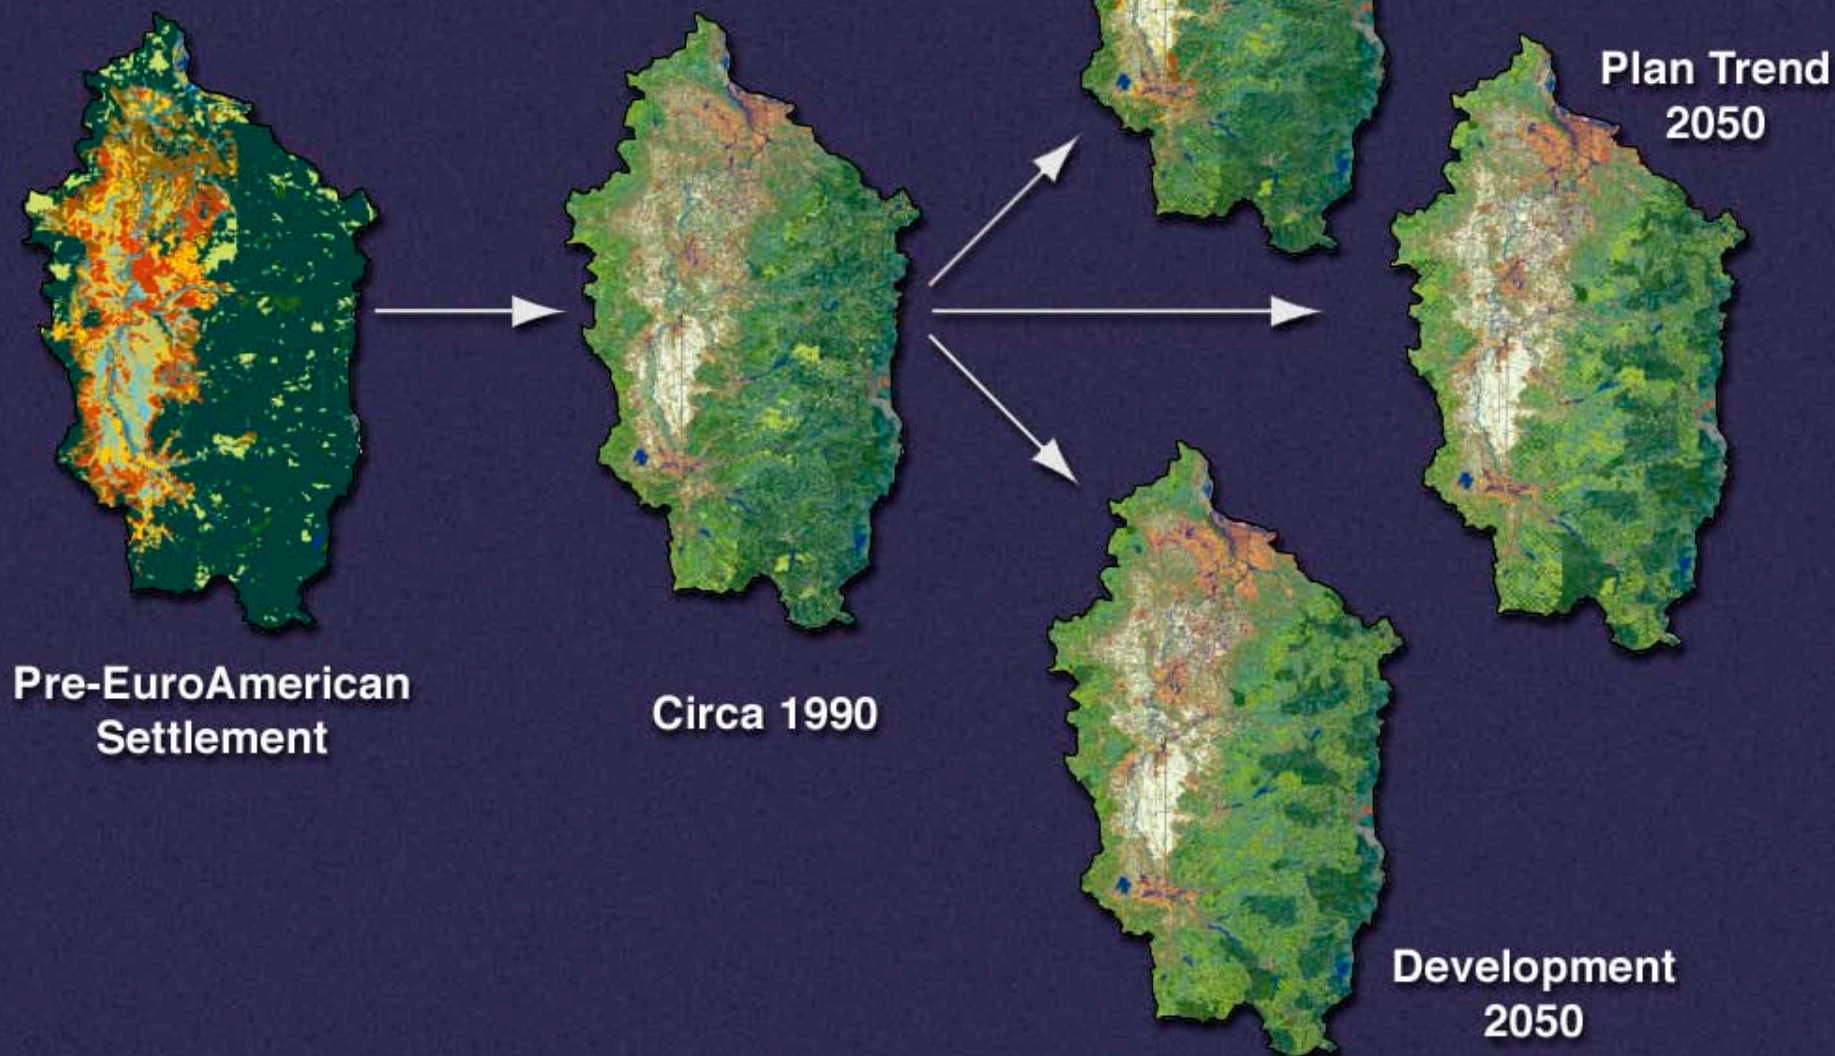 Plan Trend
2050
Pre-EuroAmerican
Settlement
Circa 1990
Development
2050